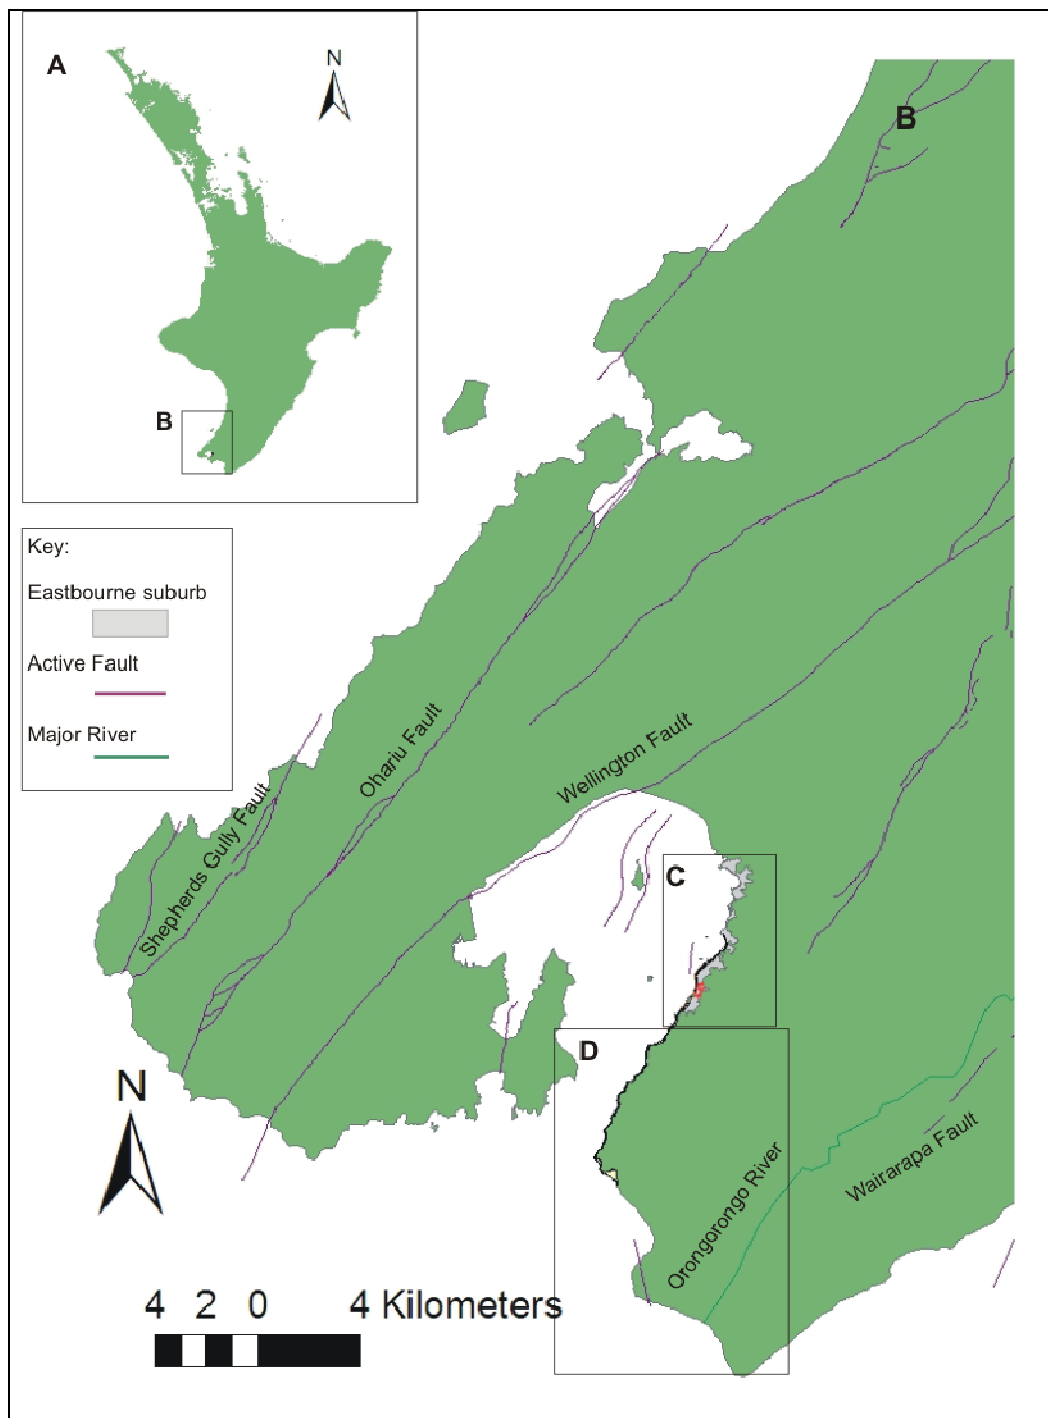 A
N
B
B
Key:
Eastbourne suburb
Active Fault
Major River
Ohariu Fault
Wellington Fault
Shepherds Gully Fault
C
D
N
Orongorongo River
Wairarapa Fault
4 2 0 4 Kilometers